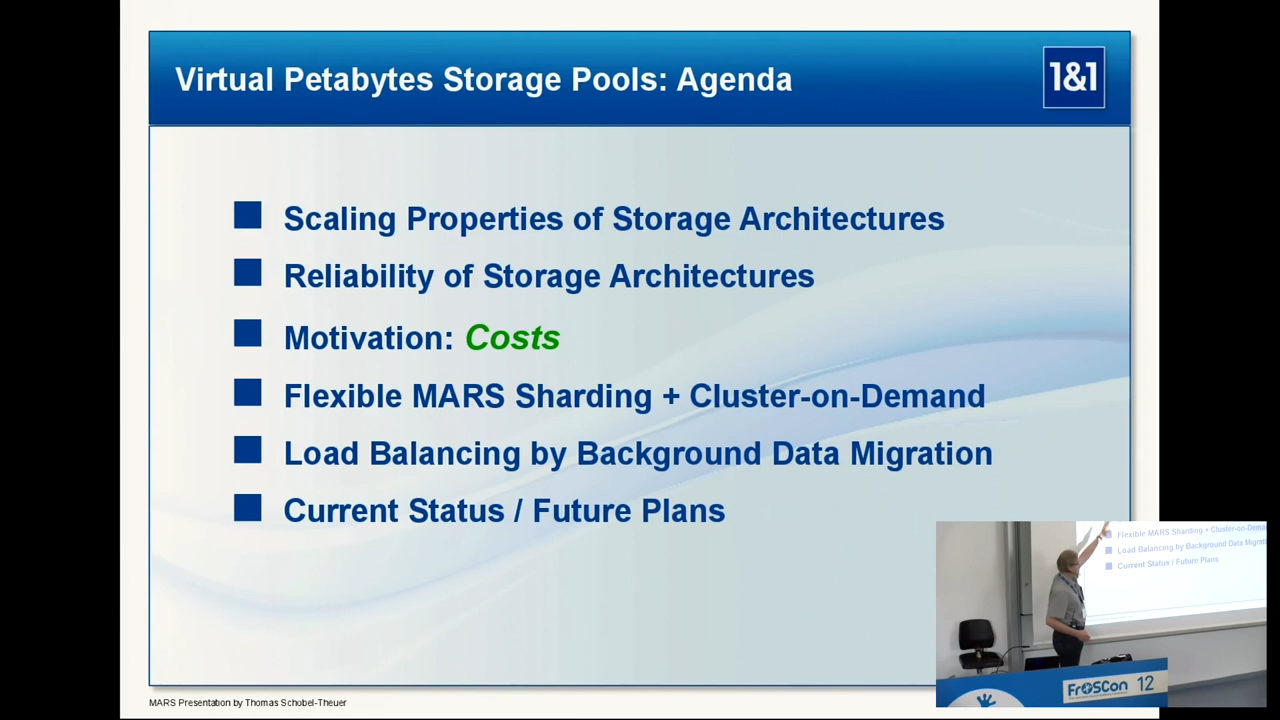 Virtual Petabytes Storage Pools: Agenda
1&1
Scaling Properties of Storage Architectures
Reliability of Storage Architectures
Motivation: Costs
Flexible MARS Sharding + Cluster-on-Demand
Load Balancing by Background Data Migration
Current Status / Future Plans
MARS Presentation by Thomas Schobel-Theuer
Flexible MARS Sharding + Cluster-on-Dema
Load Balancing by Background Data Migrati
Current Status / Future Plans
FrOSCon 12